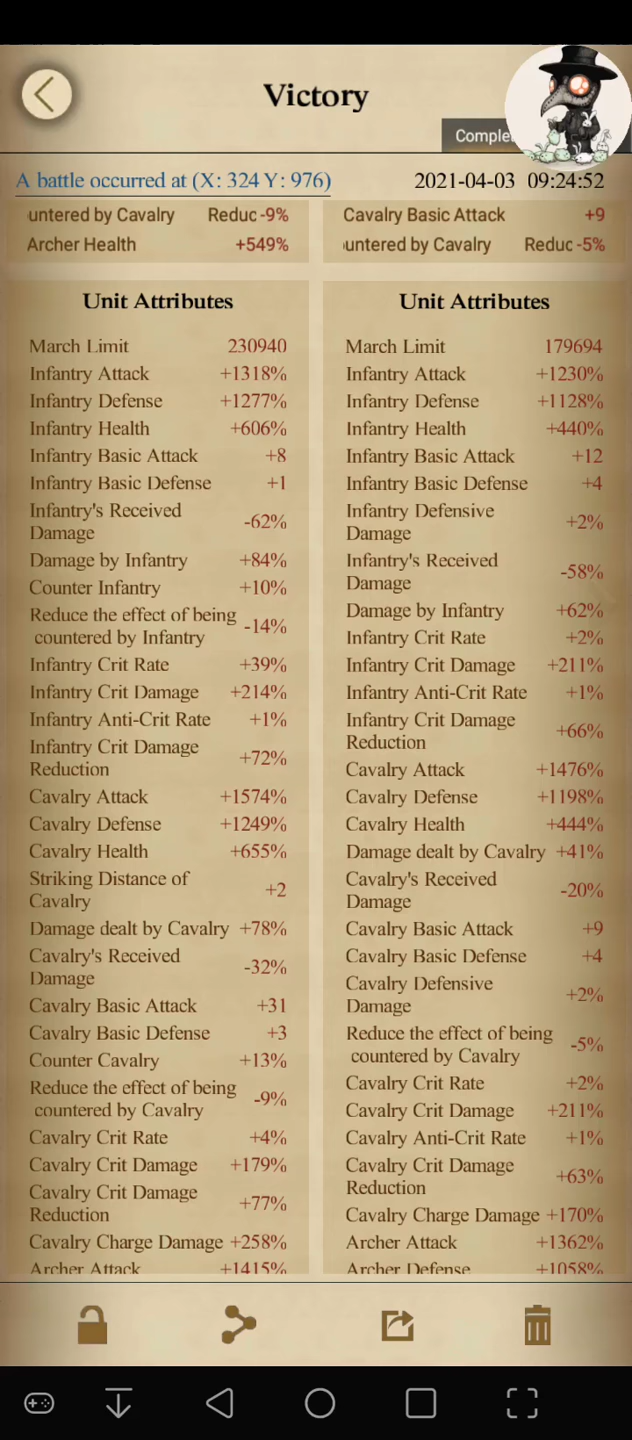 Victory
Comple
A battle occurred at (X: 324 Y: 976)
2021-04-03 09:24:52
untered by Cavalry Reduc -9%
Archer Health +549%
Cavalry Basic Attack +9
untered by Cavalry Reduc -5%
Unit Attributes
March Limit 230940
Infantry Attack +1318%
Infantry Defense +1277%
Infantry Health +606%
Infantry Basic Attack +8
Infantry Basic Defense +1
Infantry's Received
Damage -62%
Damage by Infantry +84%
Counter Infantry +10%
Reduce the effect of being
countered by Infantry -14%
Infantry Crit Rate +39%
Infantry Crit Damage +214%
Infantry Anti-Crit Rate +1%
Infantry Crit Damage
Reduction +72%
Cavalry Attack +1574%
Cavalry Defense +1249%
Cavalry Health +655%
Striking Distance of
Cavalry +2
Damage dealt by Cavalry +78%
Cavalry's Received
Damage -32%
Cavalry Basic Attack +31
Cavalry Basic Defense +3
Counter Cavalry +13%
Reduce the effect of being
countered by Cavalry -9%
Cavalry Crit Rate +4%
Cavalry Crit Damage +179%
Cavalry Crit Damage
Reduction +77%
Cavalry Charge Damage +258%
Archer Attack +1415%
Unit Attributes
March Limit 179694
Infantry Attack +1230%
Infantry Defense +1128%
Infantry Health +440%
Infantry Basic Attack +12
Infantry Basic Defense +4
Infantry Defensive
Damage +2%
Infantry's Received
Damage -58%
Damage by Infantry +62%
Infantry Crit Rate +2%
Infantry Crit Damage +211%
Infantry Anti-Crit Rate +1%
Infantry Crit Damage
Reduction +66%
Cavalry Attack +1476%
Cavalry Defense +1198%
Cavalry Health +444%
Damage dealt by Cavalry +41%
Cavalry's Received
Damage -20%
Cavalry Basic Attack +9
Cavalry Basic Defense +4
Cavalry Defensive
Damage +2%
Reduce the effect of being
countered by Cavalry -5%
Cavalry Crit Rate +2%
Cavalry Crit Damage +211%
Cavalry Anti-Crit Rate +1%
Cavalry Crit Damage
Reduction +63%
Cavalry Charge Damage +170%
Archer Attack +1362%
Archer Defense +1058%